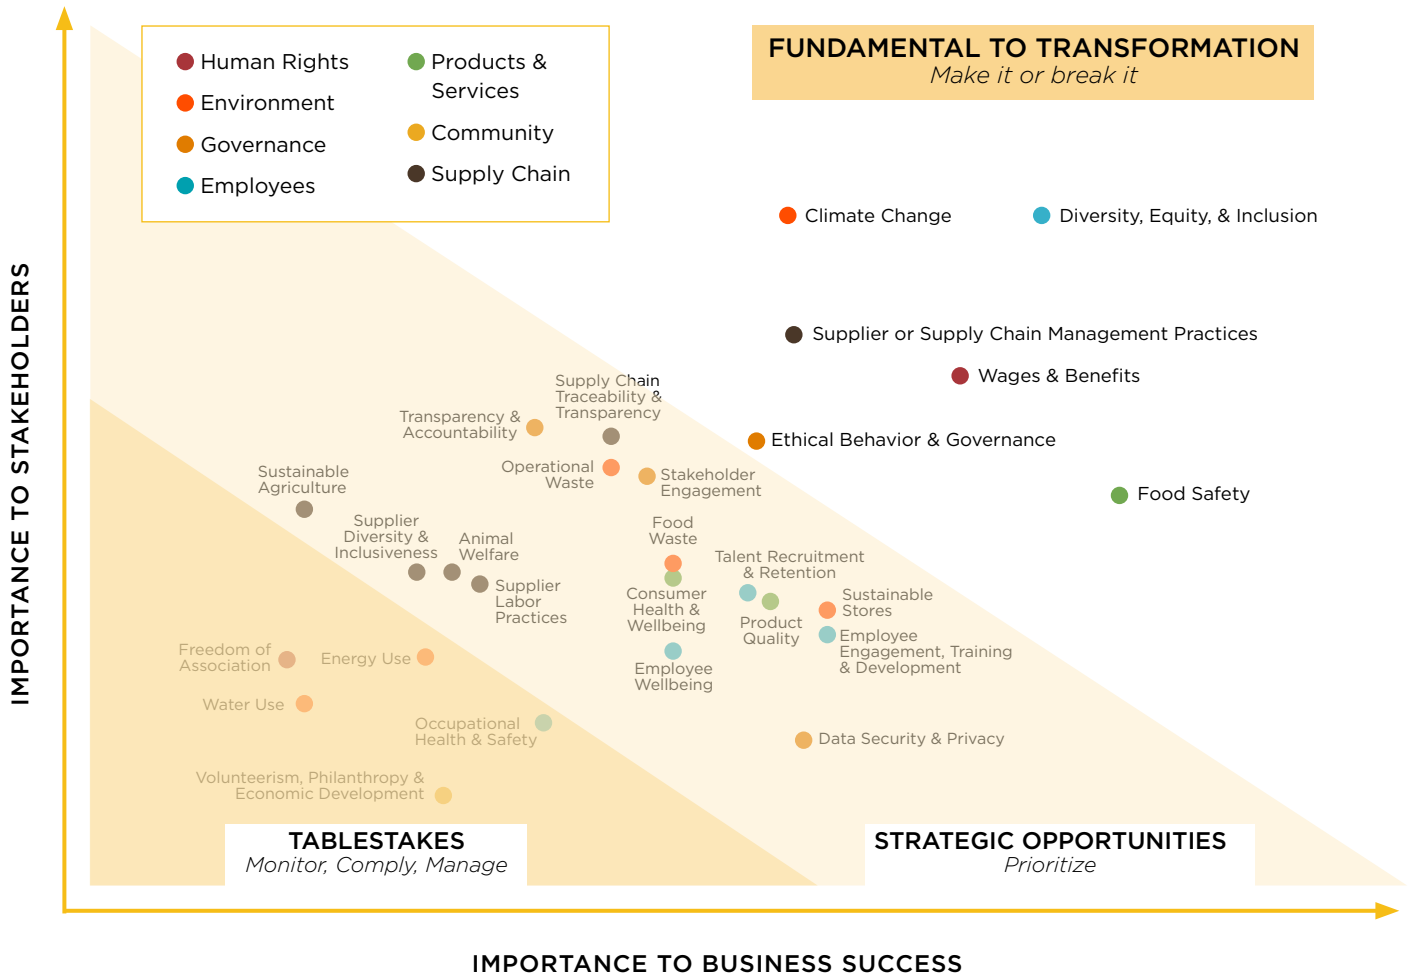 Human Rights
Environment
Governance
Employees
Products &
Services
Community
Supply Chain
FUNDAMENTAL TO TRANSFORMATION
Make it or break it
Climate Change
Diversity, Equity, & Inclusion
Supplier or Supply Chain Management Practices
Wages & Benefits
Ethical Behavior & Governance
Food Safety
Supply Chain
Traceability &
Transparency
Transparency &
Accountability
Operational
Waste
Stakeholder
Engagement
Sustainable
Agriculture
Supplier
Diversity &
Inclusiveness
Animal
Welfare
Supplier
Labor
Practices
Food
Waste
Consumer
Health &
Wellbeing
Employee
Wellbeing
Talent Recruitment
& Retention
Product
Quality
Sustainable
Stores
Employee
Engagement, Training
& Development
Data Security & Privacy
Freedom of
Association
Energy Use
Water Use
Occupational
Health & Safety
Volunteerism, Philanthropy &
Economic Development
TABLESTAKES
Monitor, Comply, Manage
STRATEGIC OPPORTUNITIES
Prioritize
IMPORTANCE TO STAKEHOLDERS
IMPORTANCE TO BUSINESS SUCCESS